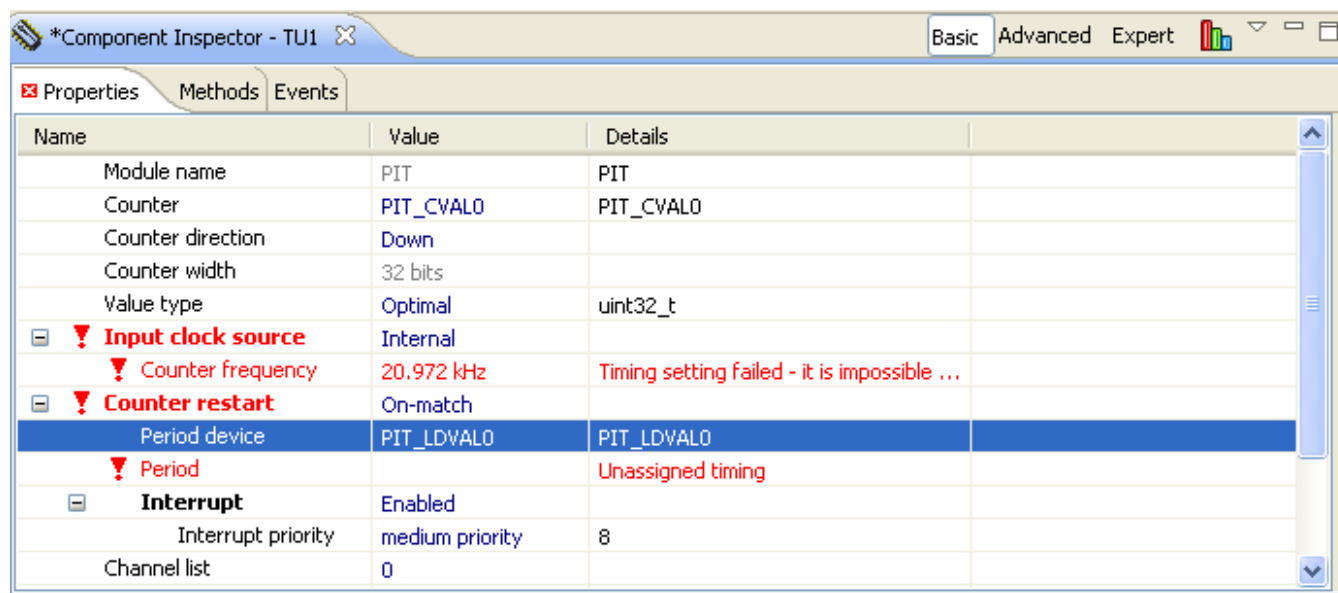 *Component Inspector - TU1 Basic Advanced Expert
Properties Methods Events
Name Value Details
Module name PIT PIT
Counter PIT_CVAL0 PIT_CVAL0
Counter direction Down
Counter width 32 bits
Value type Optimal uint32_t
Input clock source Internal
Counter frequency 20.972 kHz Timing setting failed - it is impossible ...
Counter restart On-match
Period device PIT_LDVAL0 PIT_LDVAL0
Period Unassigned timing
Interrupt Enabled
Interrupt priority medium priority 8
Channel list 0